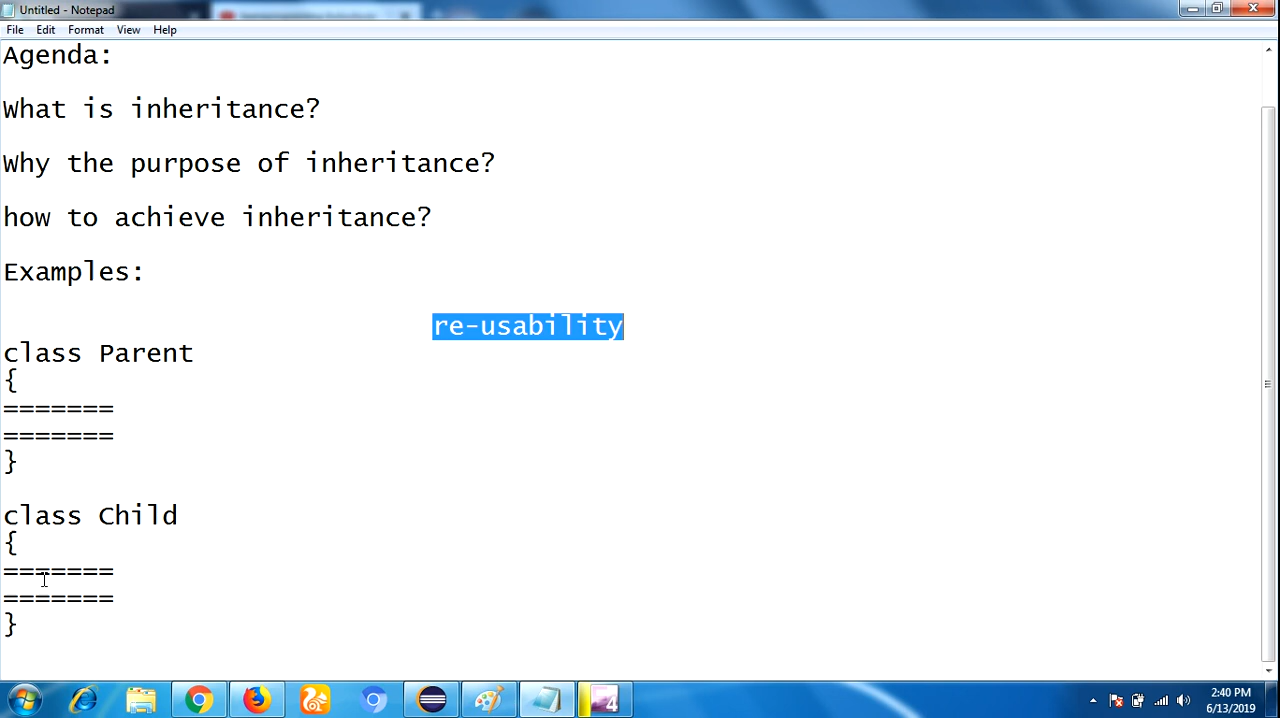 Untitled - Notepad
File Edit Format View Help
Agenda:
What is inheritance?
Why the purpose of inheritance?
how to achieve inheritance?
Examples:
re-usability
class Parent
{
=======
=======
}
class Child
{
=======
=======
}
4
2:40 PM
6/13/2019